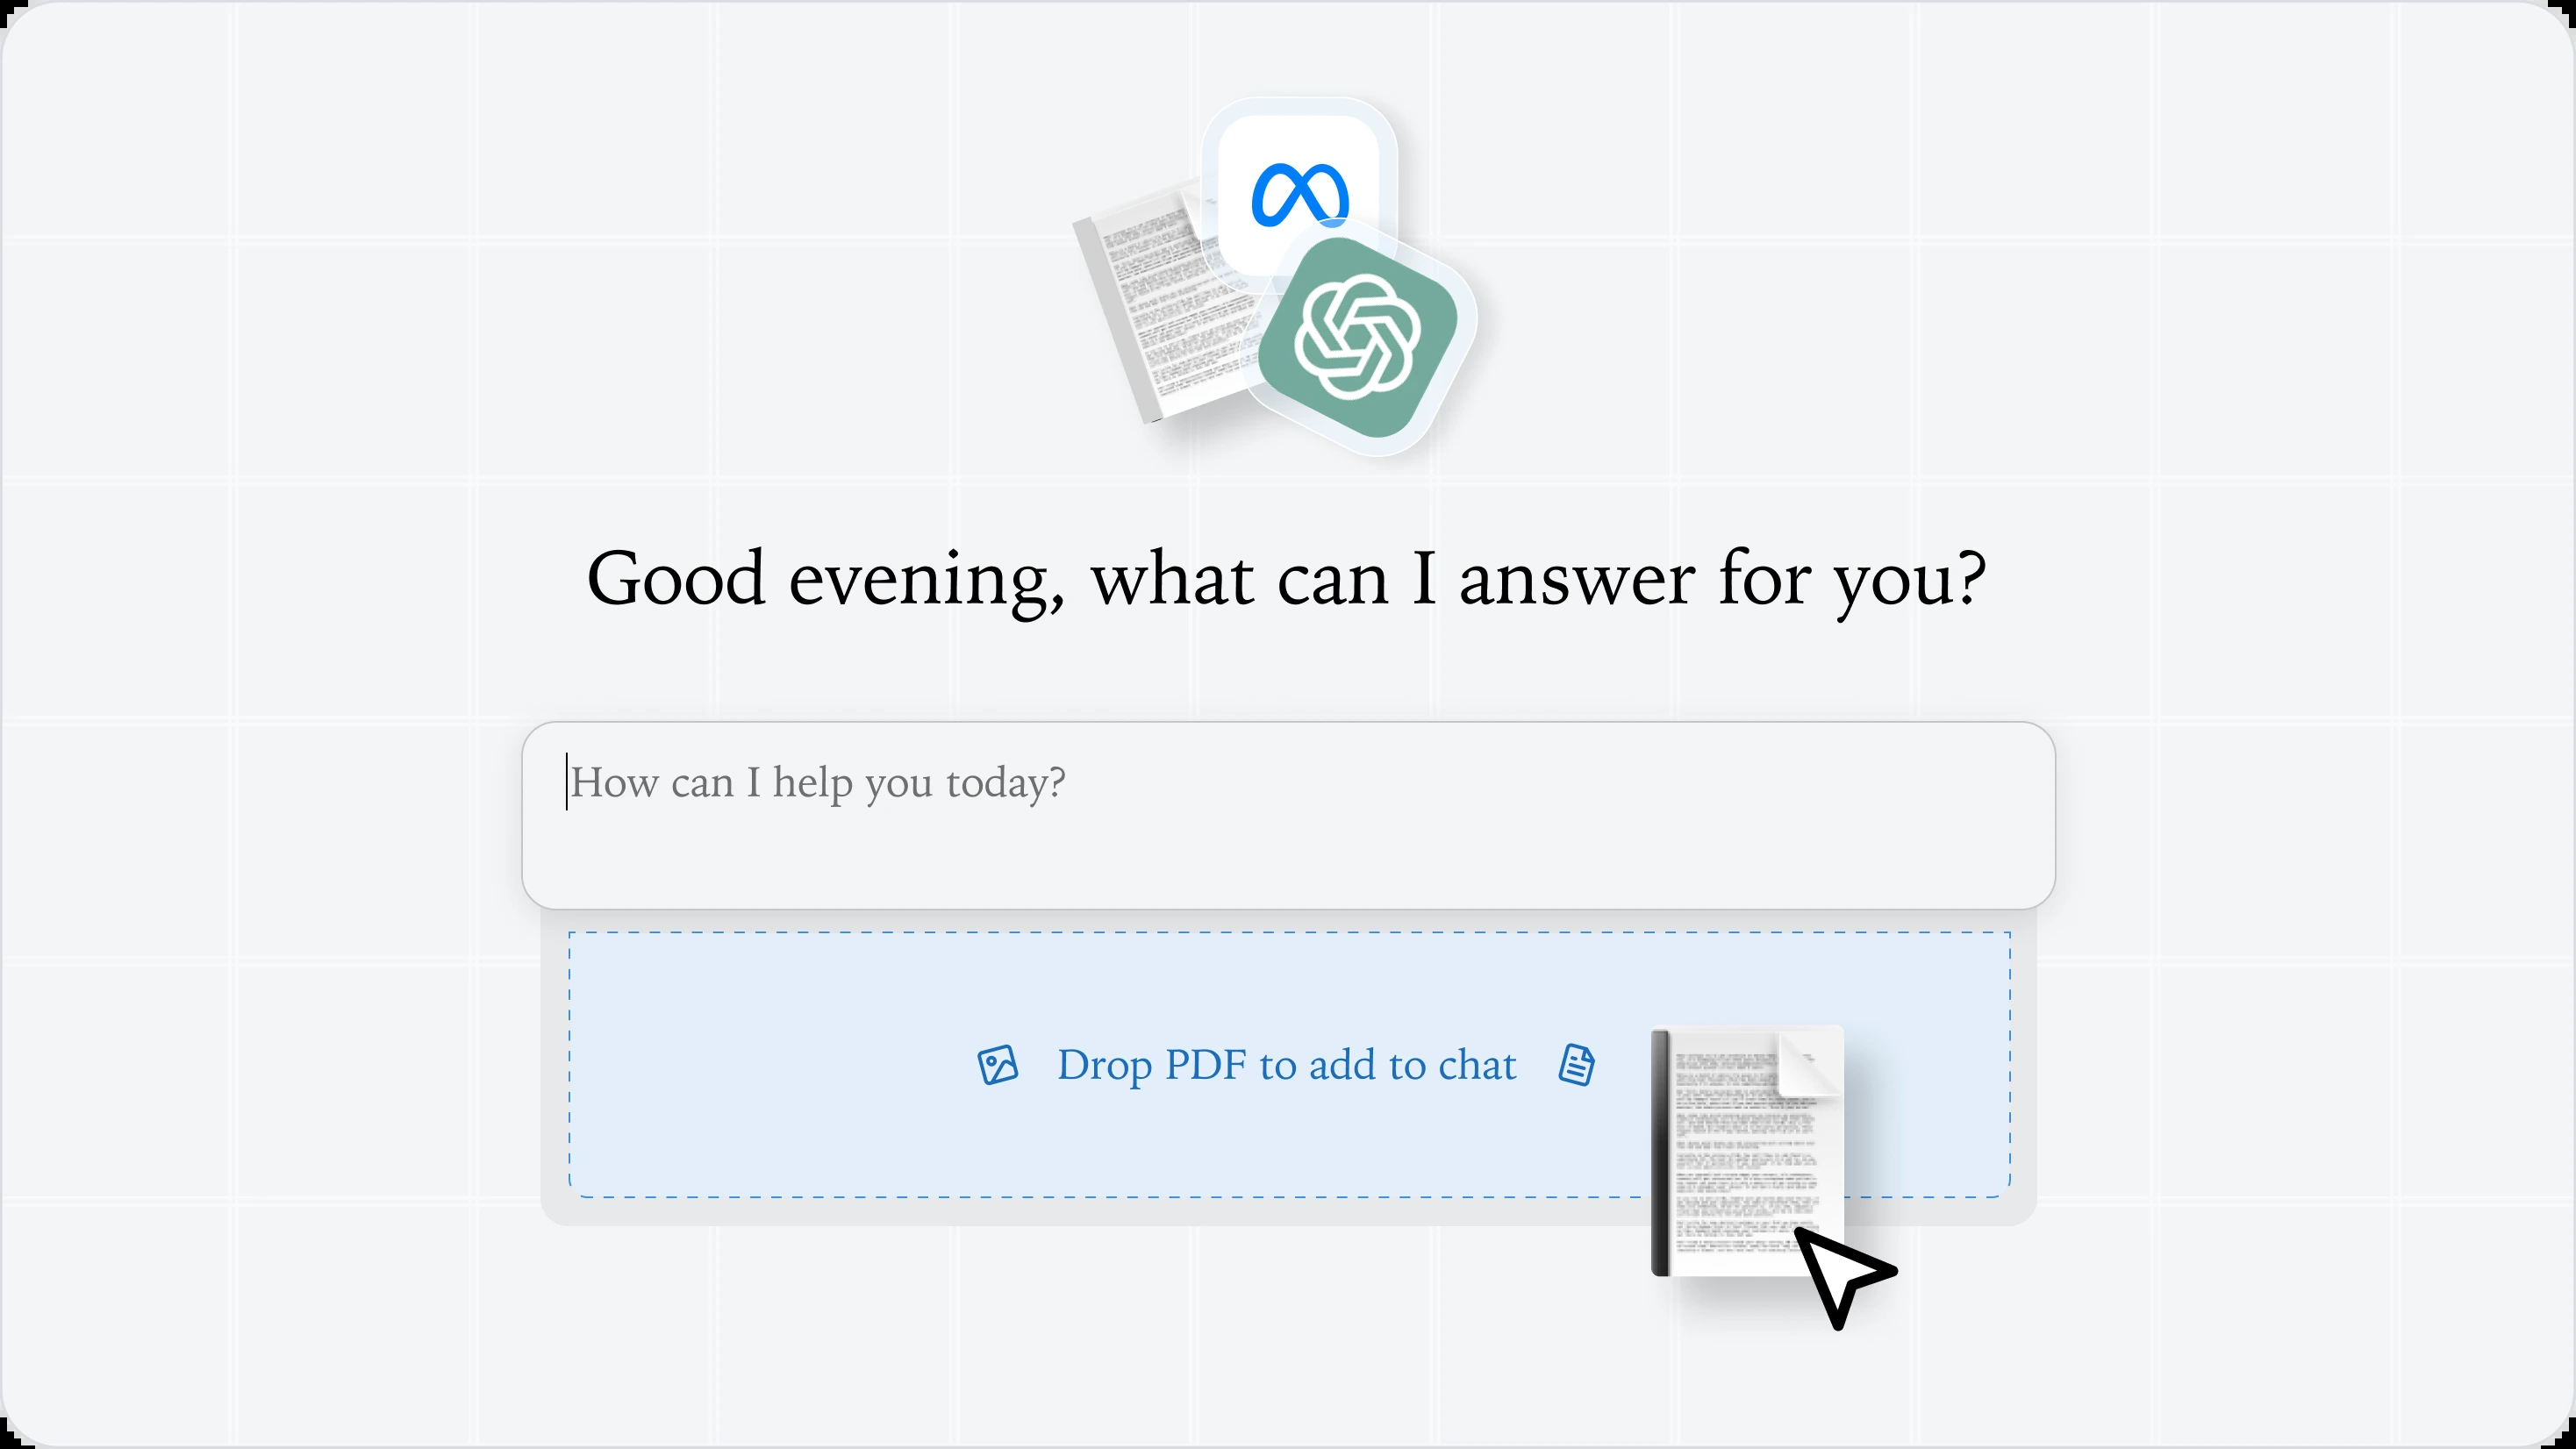 Good evening, what can I answer for you?
How can I help you today?
Drop PDF to add to chat